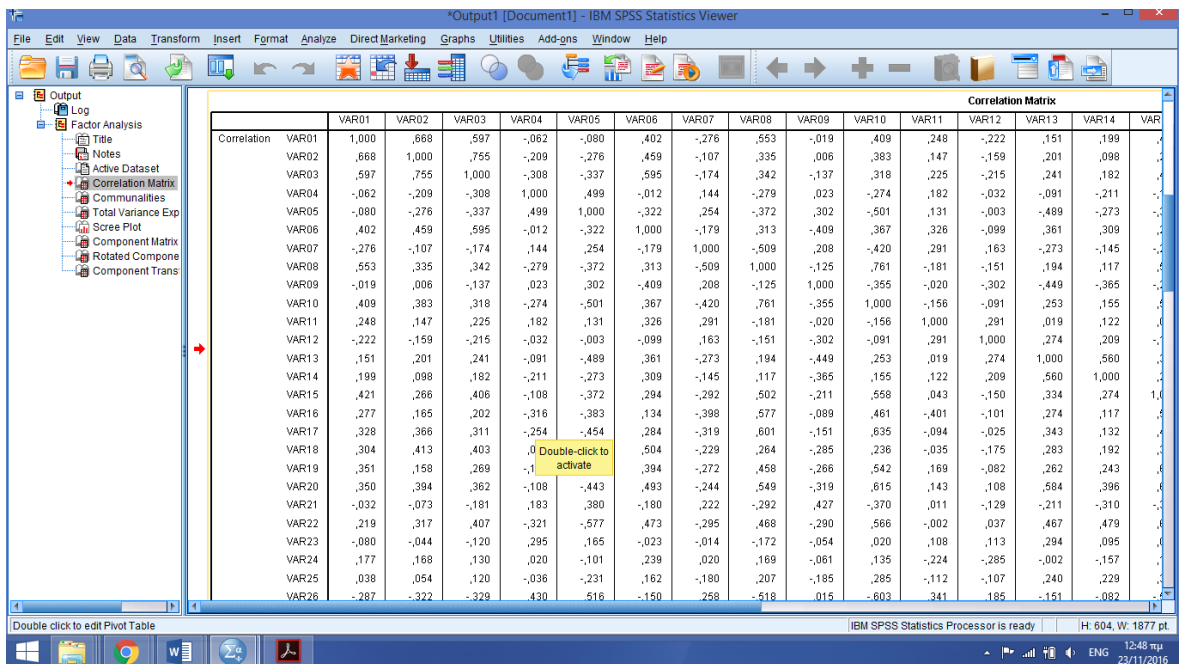 *Output1 [Document1] - IBM SPSS Statistics Viewer
File Edit View Data Transform Insert Format Analyze Direct Marketing Graphs Utilities Add-ons Window Help
Output
Log
Factor Analysis
Title
Notes
Active Dataset
Correlation Matrix
Communalities
Total Variance Exp
Scree Plot
Component Matrix
Rotated Compone
Component Trans
Correlation Matrix
VAR01 VAR02 VAR03 VAR04 VAR05 VAR06 VAR07 VAR08 VAR09 VAR10 VAR11 VAR12 VAR13 VAR14 VAR
Correlation VAR01 1,000 ,668 ,597 -,062 -,080 ,402 -,276 ,553 -,019 ,409 ,248 -,222 ,151 ,199
VAR02 ,668 1,000 ,755 -,209 -,276 ,459 -,107 ,335 ,006 ,383 ,147 -,159 ,201 ,098
VAR03 ,597 ,755 1,000 -,308 -,337 ,595 -,174 ,342 -,137 ,318 ,225 -,215 ,241 ,182
VAR04 -,062 -,209 -,308 1,000 ,499 -,012 ,144 -,279 ,023 -,274 ,182 -,032 -,091 -,211
VAR05 -,080 -,276 -,337 ,499 1,000 -,322 ,254 -,372 ,302 -,501 ,131 -,003 -,489 -,273
VAR06 ,402 ,459 ,595 -,012 -,322 1,000 -,179 ,313 -,409 ,367 ,326 -,099 ,361 ,309
VAR07 -,276 -,107 -,174 ,144 ,254 -,179 1,000 -,509 ,208 -,420 ,291 ,163 -,273 -,145
VAR08 ,553 ,335 ,342 -,279 -,372 ,313 -,509 1,000 -,125 ,761 -,181 -,151 ,194 ,117
VAR09 -,019 ,006 -,137 ,023 ,302 -,409 ,208 -,125 1,000 -,355 -,020 -,302 -,449 -,365
VAR10 ,409 ,383 ,318 -,274 -,501 ,367 -,420 ,761 -,355 1,000 -,156 -,091 ,253 ,155
VAR11 ,248 ,147 ,225 ,182 ,131 ,326 ,291 -,181 -,020 -,156 1,000 ,291 ,019 ,122
VAR12 -,222 -,159 -,215 -,032 -,003 -,099 ,163 -,151 -,302 -,091 ,291 1,000 ,274 ,209
VAR13 ,151 ,201 ,241 -,091 -,489 ,361 -,273 ,194 -,449 ,253 ,019 ,274 1,000 ,560
VAR14 ,199 ,098 ,182 -,211 -,273 ,309 -,145 ,117 -,365 ,155 ,122 ,209 ,560 1,000
VAR15 ,421 ,266 ,406 -,108 -,372 ,294 -,292 ,502 -,211 ,558 ,043 -,150 ,334 ,274
VAR16 ,277 ,165 ,202 -,316 -,383 ,134 -,398 ,577 -,089 ,461 -,401 -,101 ,274 ,117
VAR17 ,328 ,366 ,311 -,254 -,454 ,284 -,319 ,601 -,151 ,635 -,094 -,025 ,343 ,132
VAR18 ,304 ,413 ,403 ,504 -,229 ,264 -,285 ,236 -,035 -,175 ,283 ,192
Double-click to
activate
VAR19 ,351 ,158 ,269 ,394 -,272 ,458 -,266 ,542 ,169 -,082 ,262 ,243
VAR20 ,350 ,394 ,362 -,108 -,443 ,493 -,244 ,549 -,319 ,615 ,143 ,108 ,584 ,396
VAR21 -,032 -,073 -,181 ,183 ,380 -,180 ,222 -,292 ,427 -,370 ,011 -,129 -,211 -,310
VAR22 ,219 ,317 ,407 -,321 -,577 ,473 -,295 ,468 -,290 ,566 -,002 ,037 ,467 ,479
VAR23 -,080 -,044 -,120 ,295 ,165 -,023 -,014 -,172 -,054 ,020 ,108 ,113 ,294 ,095
VAR24 ,177 ,168 ,130 ,020 -,101 ,239 ,020 ,169 -,061 ,135 -,224 -,285 -,002 -,157
VAR25 ,038 ,054 ,120 -,036 -,231 ,162 -,180 ,207 -,185 ,285 -,112 -,107 ,240 ,229
VAR26 -,287 -,322 -,329 ,430 ,516 -,150 ,258 -,518 ,015 -,603 ,341 ,185 -,151 -,082
Double click to edit Pivot Table IBM SPSS Statistics Processor is ready H: 604, W: 1877 pt.
ENG 12:48 πμ
23/11/2016